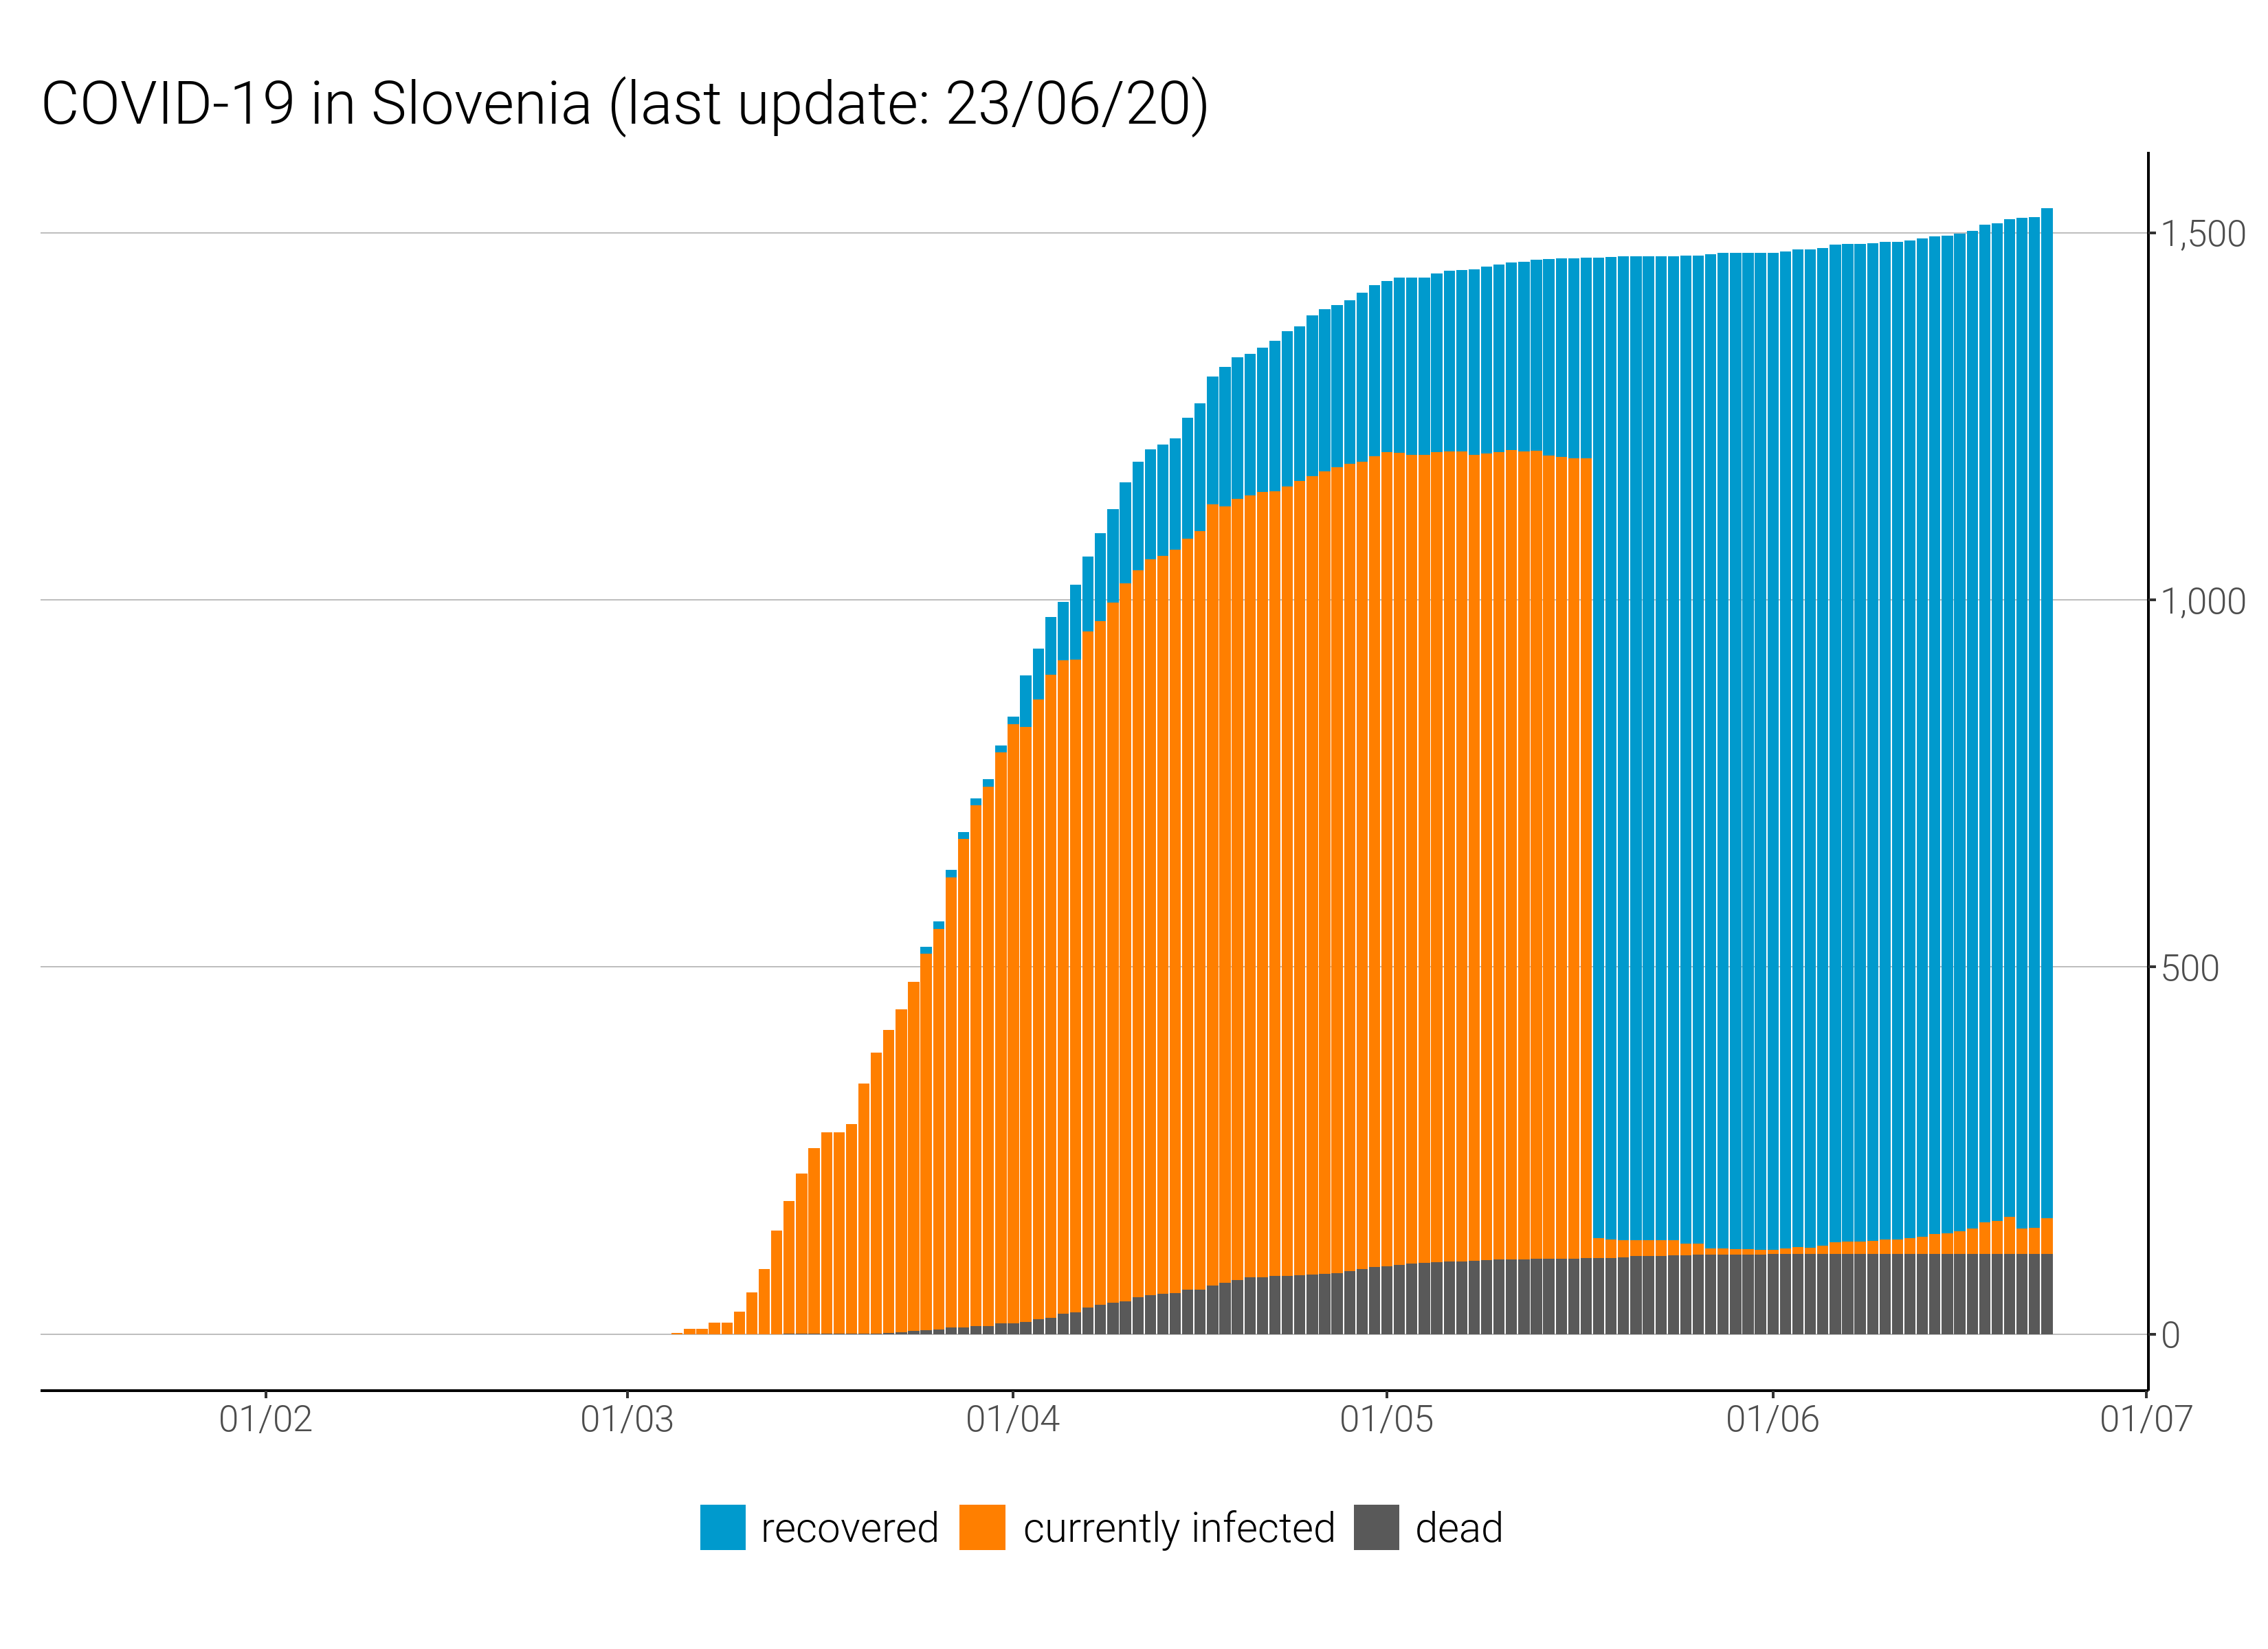 COVID-19 in Slovenia (last update: 23/06/20)
1,500
1,000
500
0
01/02 01/03 01/04 01/05 01/06 01/07
recovered currently infected dead